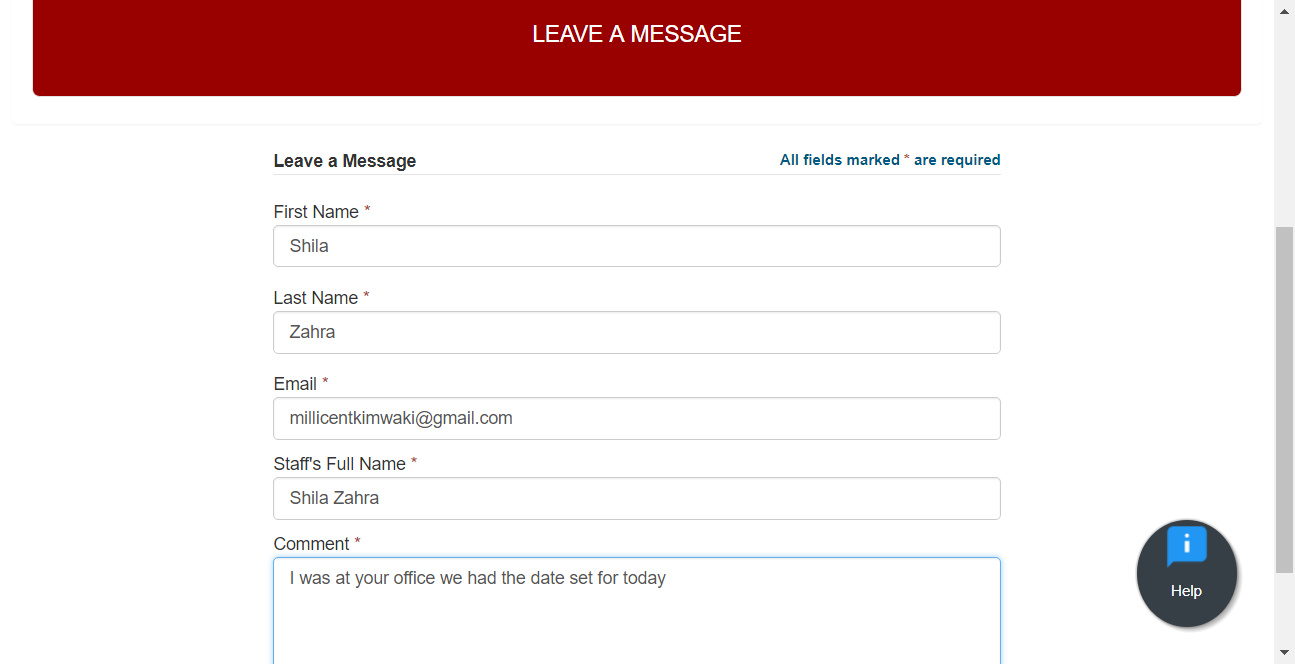 LEAVE A MESSAGE
Leave a Message
All fields marked * are required
First Name *
Shila
Last Name *
Zahra
Email *
millicentkimwaki@gmail.com
Staff's Full Name *
Shila Zahra
Comment *
I was at your office we had the date set for today
Help